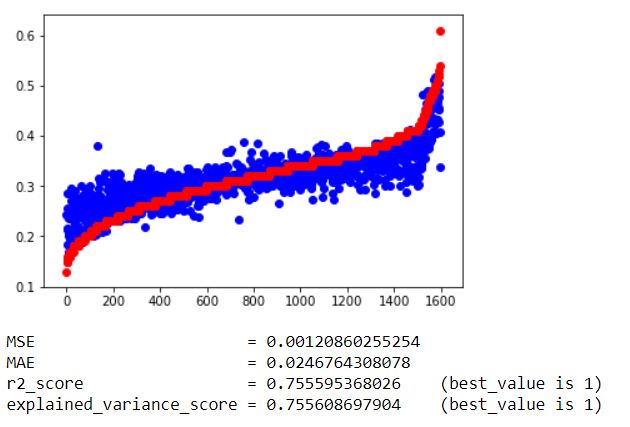 0.6
0.5
0.4
0.3
0.2
0.1
0 200 400 600 800 1000 1200 1400 1600
MSE = 0.00120860255254
MAE = 0.0246764308078
r2_score = 0.755595368026 (best_value is 1)
explained_variance_score = 0.755608697904 (best_value is 1)